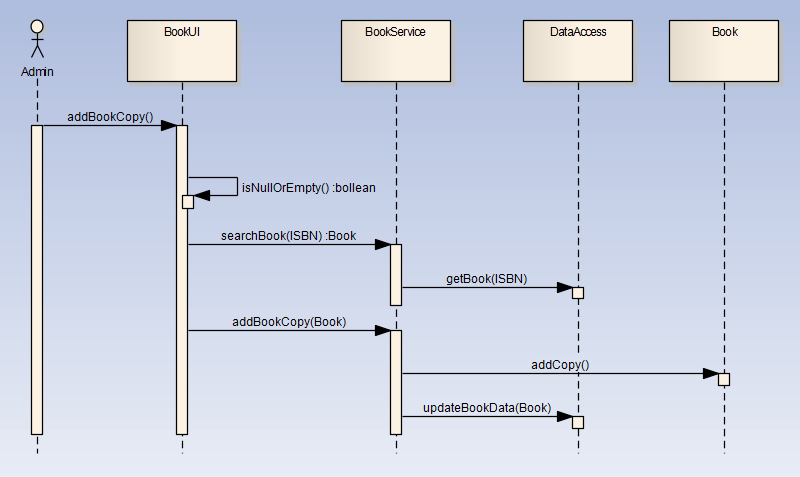 Admin
BookUI
BookService
DataAccess
Book
addBookCopy()
isNullOrEmpty() :bollean
searchBook(ISBN) :Book
getBook(ISBN)
addBookCopy(Book)
addCopy()
updateBookData(Book)